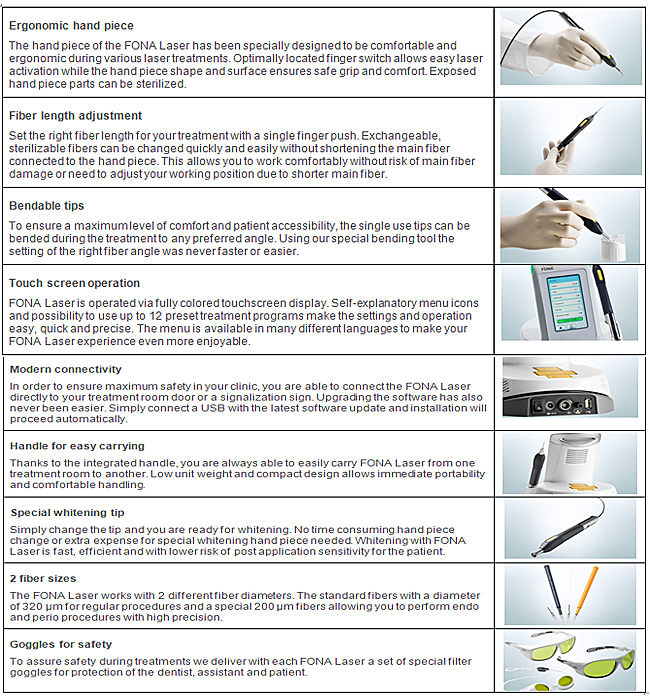 Ergonomic hand piece
The hand piece of the FONA Laser has been specially designed to be comfortable and
ergonomic during various laser treatments. Optimally located finger switch allows easy laser
activation while the hand piece shape and surface ensures safe grip and comfort. Exposed
hand piece parts can be sterilized.
Fiber length adjustment
Set the right fiber length for your treatment with a single finger push. Exchangeable,
sterilizable fibers can be changed quickly and easily without shortening the main fiber
connected to the hand piece. This allows you to work comfortably without risk of main fiber
damage or need to adjust your working position due to shorter main fiber.
Bendable tips
To ensure a maximum level of comfort and patient accessibility, the single use tips can be
bended during the treatment to any preferred angle. Using our special bending tool the
setting of the right fiber angle was never faster or easier.
Touch screen operation
FONA Laser is operated via fully colored touchscreen display. Self-explanatory menu icons
and possibility to use up to 12 preset treatment programs make the settings and operation
easy, quick and precise. The menu is available in many different languages to make your
FONA Laser experience even more enjoyable.
FONA
Modern connectivity
In order to ensure maximum safety in your clinic, you are able to connect the FONA Laser
directly to your treatment room door or a signalization sign. Upgrading the software has also
never been easier. Simply connect a USB with the latest software update and installation will
proceed automatically.
Handle for easy carrying
Thanks to the integrated handle, you are always able to easily carry FONA Laser from one
treatment room to another. Low unit weight and compact design allows immediate portability
and comfortable handling.
Special whitening tip
Simply change the tip and you are ready for whitening. No time consuming hand piece
change or extra expense for special whitening hand piece needed. Whitening with FONA
Laser is fast, efficient and with lower risk of post application sensitivity for the patient.
2 fiber sizes
The FONA Laser works with 2 different fiber diameters. The standard fibers with a diameter
of 320 µm for regular procedures and a special 200 µm fibers allowing you to perform endo
and perio procedures with high precision.
Goggles for safety
To assure safety during treatments we deliver with each FONA Laser a set of special filter
goggles for protection of the dentist, assistant and patient.